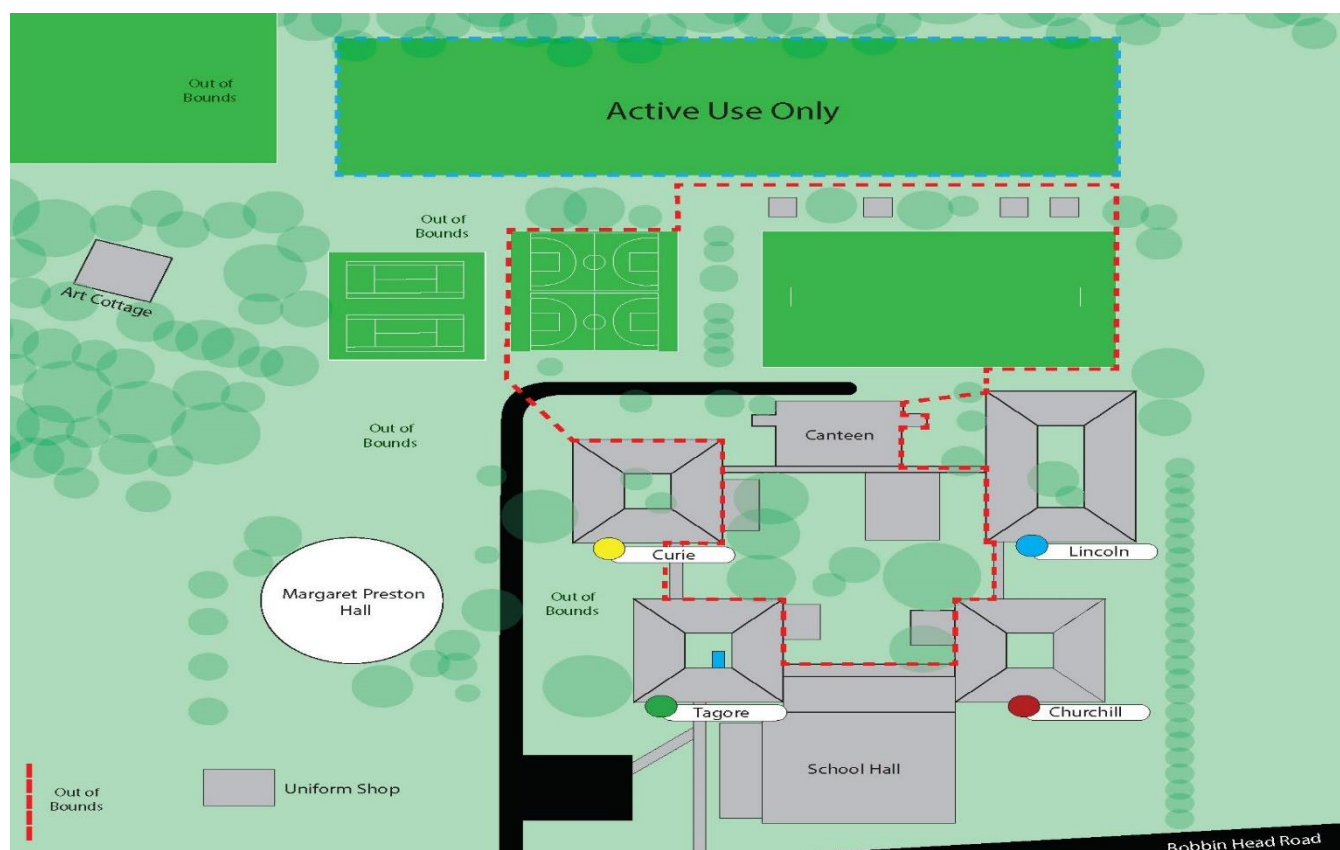 Out of
Bounds
Active Use Only
Out of
Bounds
Art Cottage
Out of
Bounds
Canteen
Curie
Lincoln
Margaret Preston
Hall
Out of
Bounds
Tagore
Churchill
School Hall
Out of
Bounds
Uniform Shop
Bobbin Head Road